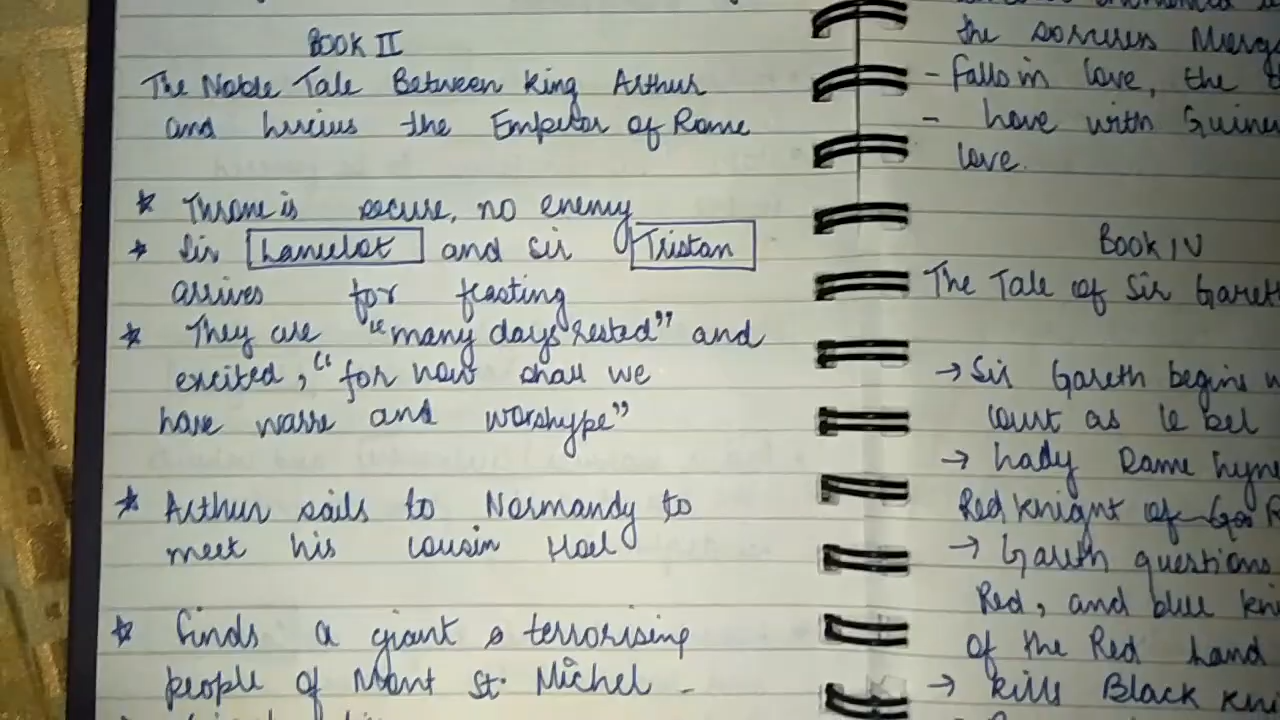 BOOK II
The Noble Tale Between King Arthur
and Lucius the Emperor of Rome
* Throne is secure, no enemy
* Sir Lancelot and Sir Tristan
arrives for feasting
* They are "many days rested" and
excited, "for now shall we
have warre and worshype"
* Arthur sails to Normandy to
meet his cousin Hoel
* finds a giant terrorising
people of Mont St. Michel -
the
- falls in love, the
- have with
love.
BOOK IV
The Tale of Sir Gareth
→ Sir Gareth begins
court as le bel
→ Lady Dame
Red Knight of
→ Gareth questions
Red, and blue
of the Red hand
→ kills Black